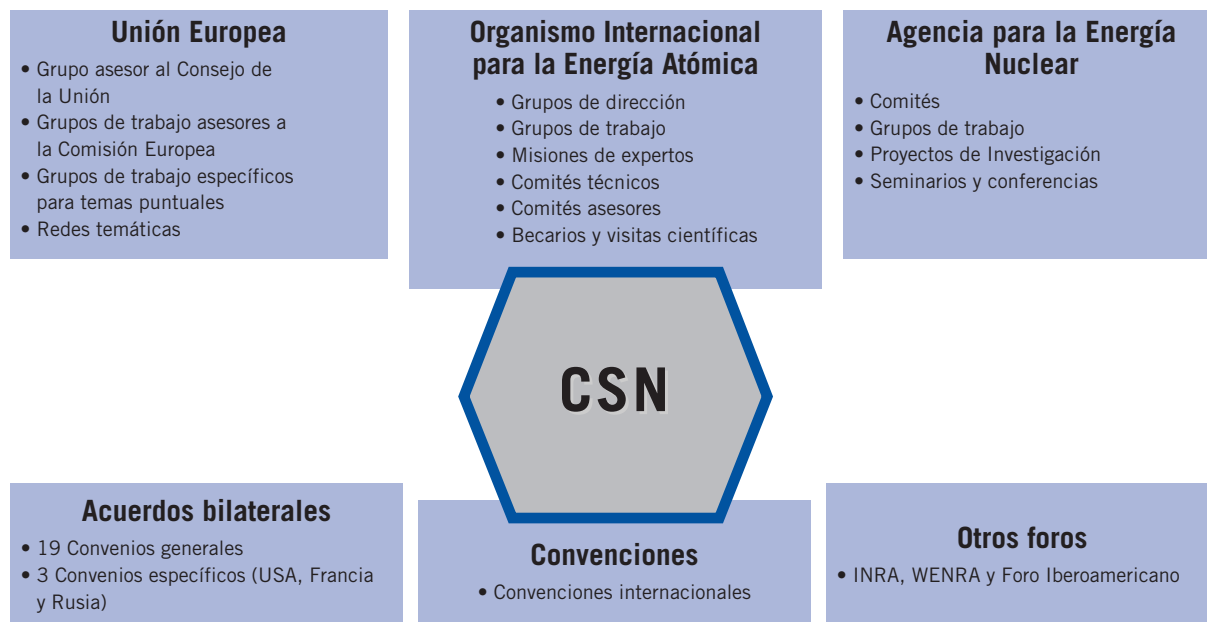 Unión Europea
• Grupo asesor al Consejo de
la Unión
• Grupos de trabajo asesores a
la Comisión Europea
• Grupos de trabajo específicos
para temas puntuales
• Redes temáticas
Organismo Internacional
para la Energía Atómica
• Grupos de dirección
• Grupos de trabajo
• Misiones de expertos
• Comités técnicos
• Comités asesores
• Becarios y visitas científicas
Agencia para la Energía
Nuclear
• Comités
• Grupos de trabajo
• Proyectos de Investigación
• Seminarios y conferencias
CSN
Acuerdos bilaterales
• 19 Convenios generales
• 3 Convenios específicos (USA, Francia
y Rusia)
Convenciones
• Convenciones internacionales
Otros foros
• INRA, WENRA y Foro Iberoamericano